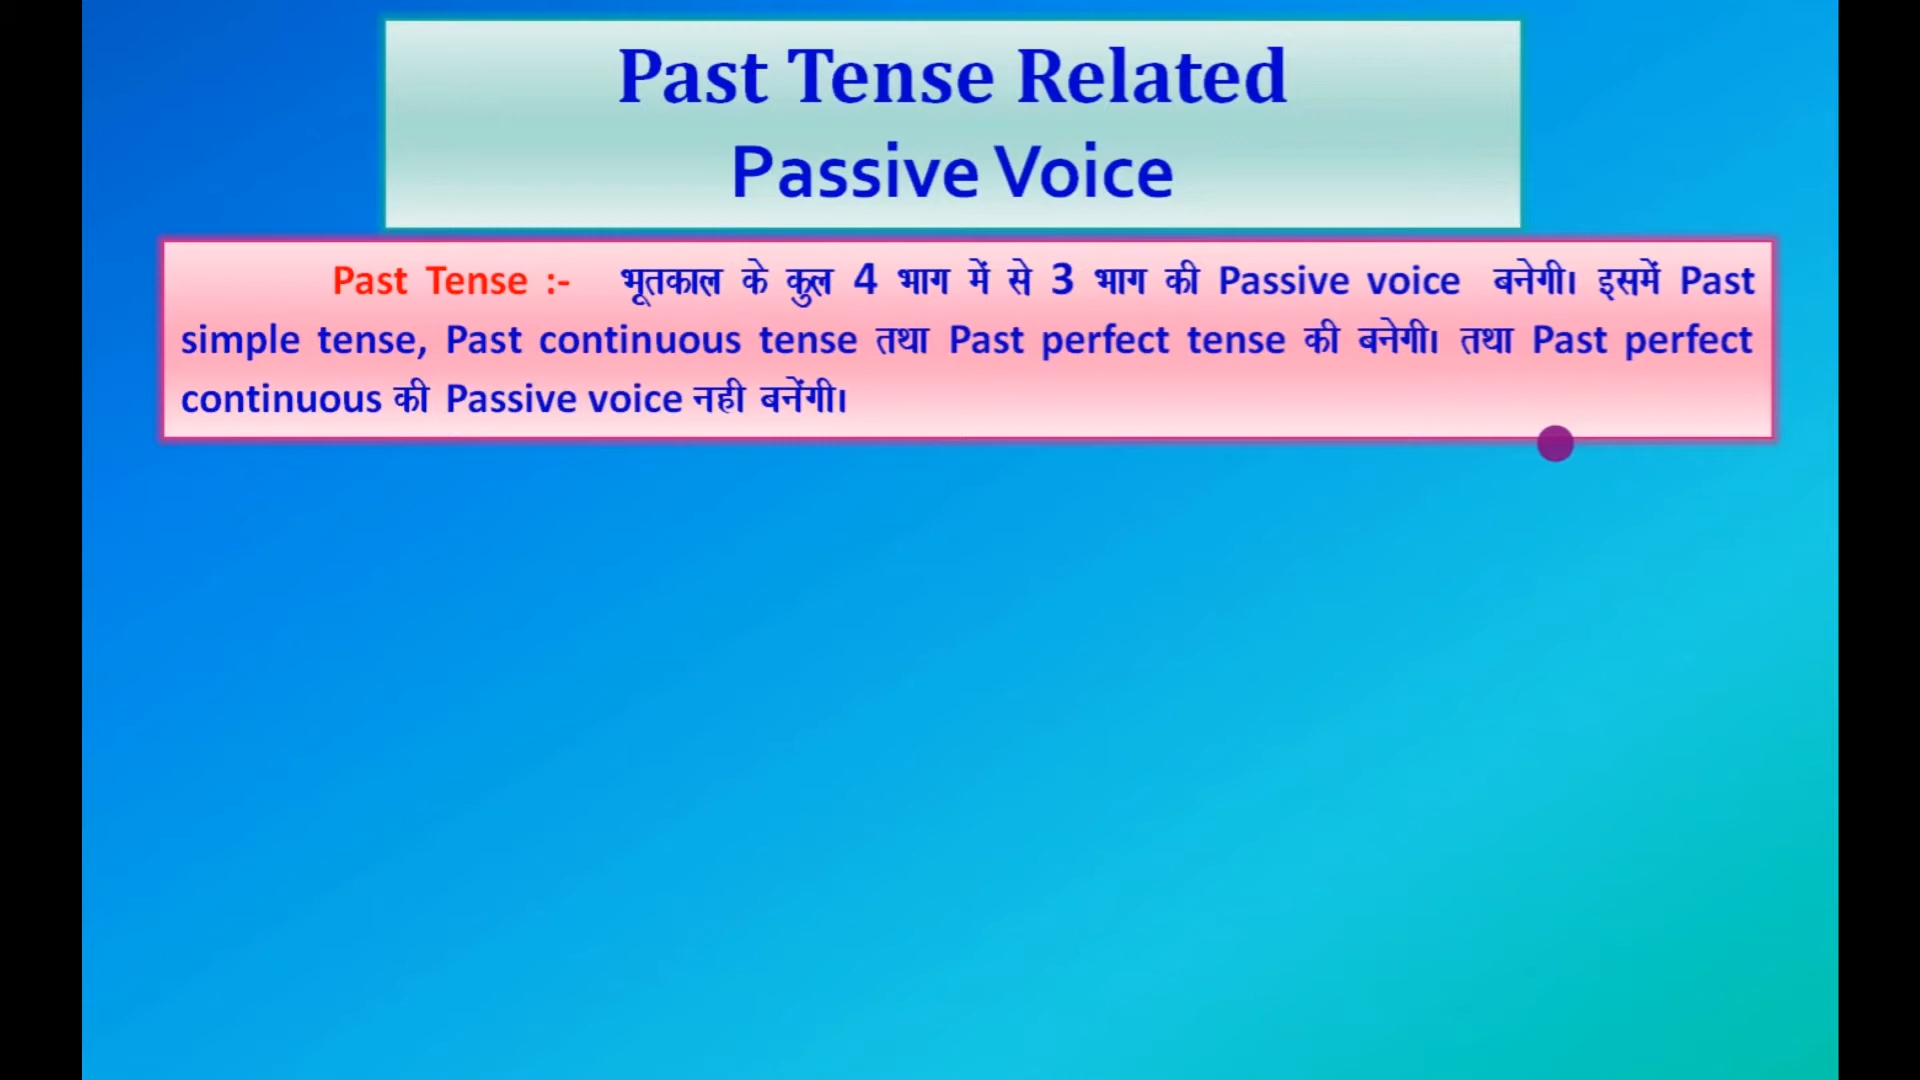 Past Tense Related
Passive Voice
Past Tense :- भूतकाल के कुल 4 भाग में से 3 भाग की Passive voice बनेगी। इसमें Past
simple tense, Past continuous tense तथा Past perfect tense की बनेगी। तथा Past perfect
continuous की Passive voice नही बनेंगी।